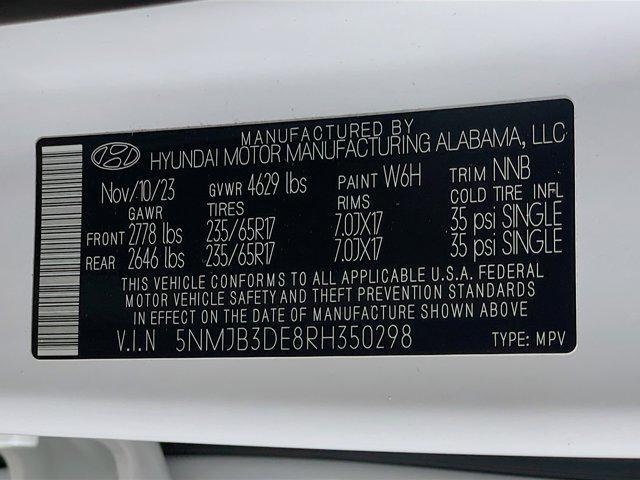 MANUFACTURED BY
HYUNDAI MOTOR MANUFACTURING ALABAMA, LLC
Nov/10/23 GVWR 4629 lbs PAINT W6H TRIM NNB
GAWR TIRES RIMS COLD TIRE INFL
FRONT 2778 lbs 235/65R17 7.0JX17 35 psi SINGLE
REAR 2646 lbs 235/65R17 7.0JX17 35 psi SINGLE
THIS VEHICLE CONFORMS TO ALL APPLICABLE U.S.A. FEDERAL
MOTOR VEHICLE SAFETY AND THEFT PREVENTION STANDARDS
IN EFFECT ON THE DATE OF MANUFACTURE SHOWN ABOVE.
V.I.N 5NMJB3DE8RH350298 TYPE: MPV